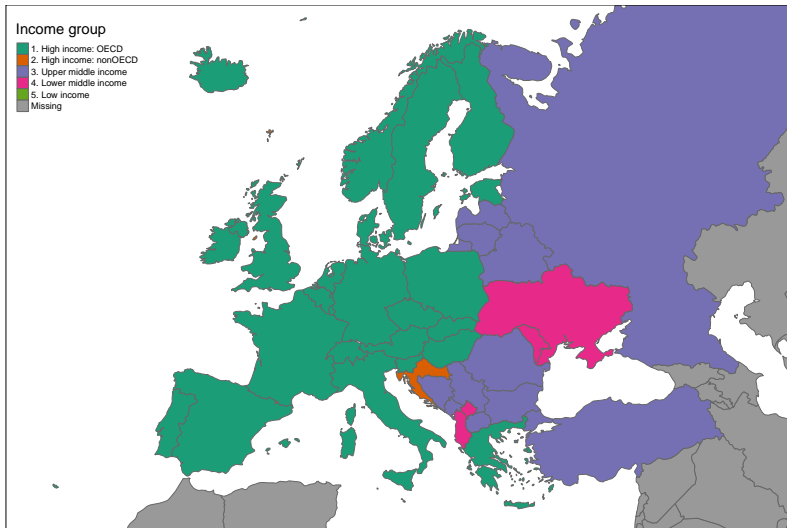 Income group
1. High income: OECD
2. High income: nonOECD
3. Upper middle income
4. Lower middle income
5. Low income
Missing